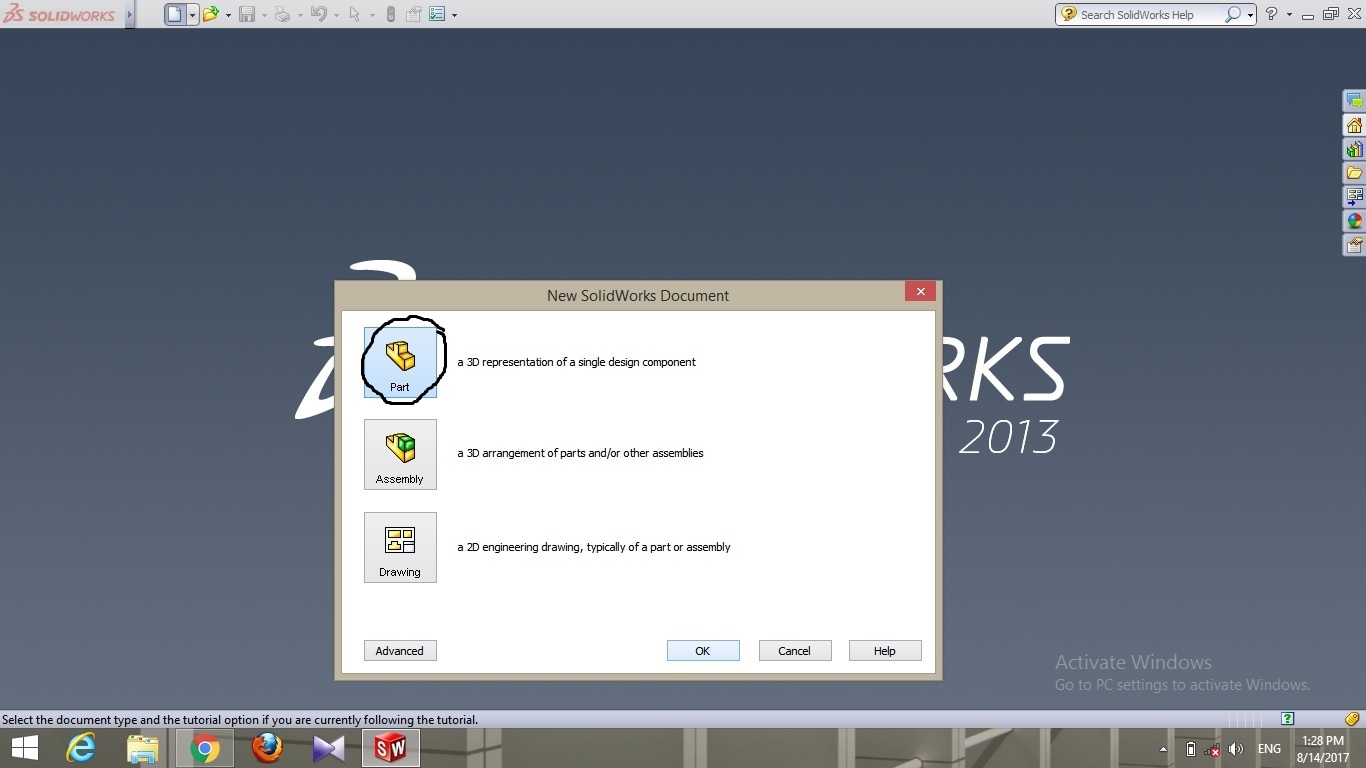 SOLIDWORKS
Search SolidWorks Help
New SolidWorks Document
Part
a 3D representation of a single design component
RKS
2013
Assembly
a 3D arrangement of parts and/or other assemblies
Drawing
a 2D engineering drawing, typically of a part or assembly
Advanced
OK
Cancel
Help
Activate Windows
Go to PC settings to activate Windows.
Select the document type and the tutorial option if you are currently following the tutorial.
SW
ENG
1:28 PM
8/14/2017